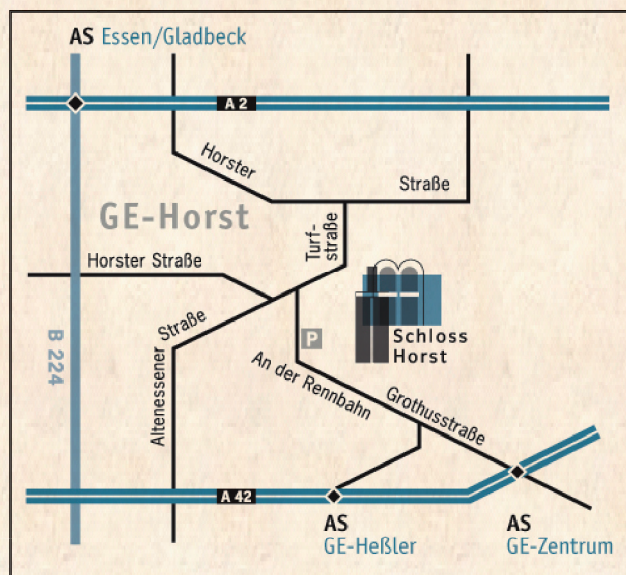 AS Essen/Gladbeck
A 2
Horster
Straße
GE-Horst
Turf-
straße
Horster Straße
B 224
Straße
Altenessener
P
Schloss
Horst
An der Rennbahn
Grothusstraße
A 42
AS
GE-Heßler
AS
GE-Zentrum